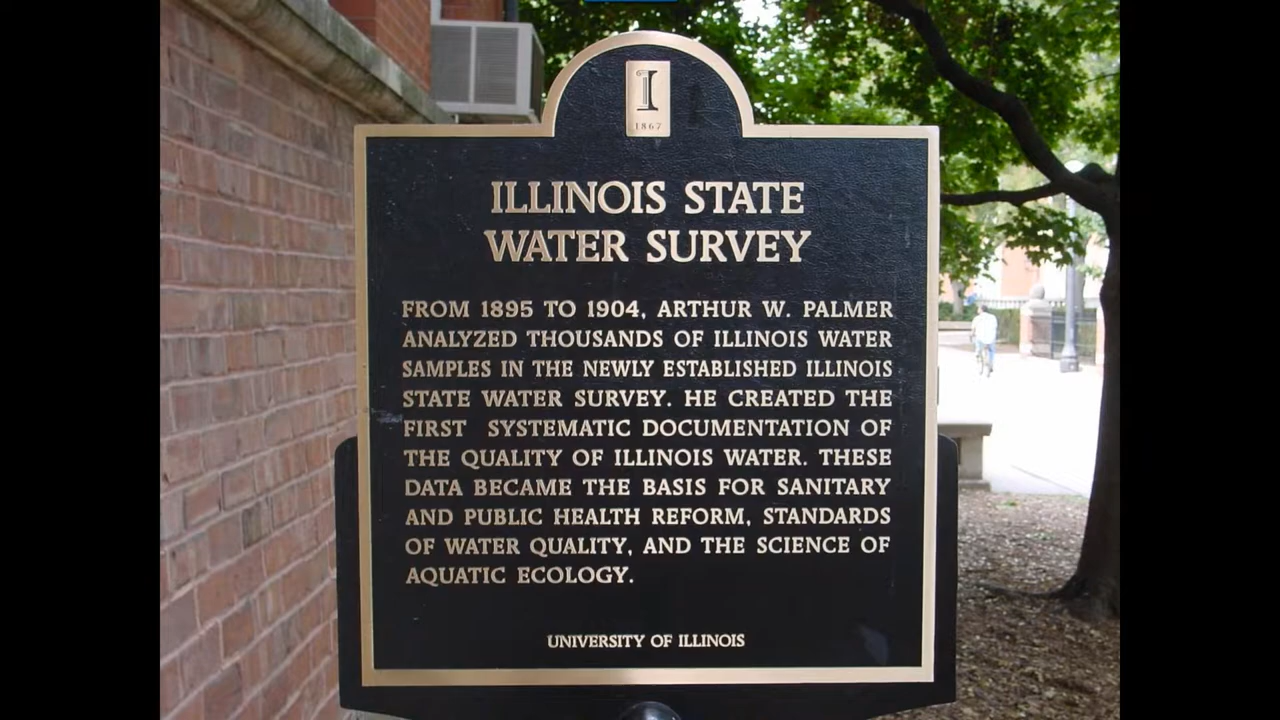 I
1867
ILLINOIS STATE
WATER SURVEY
FROM 1895 TO 1904, ARTHUR W. PALMER
ANALYZED THOUSANDS OF ILLINOIS WATER
SAMPLES IN THE NEWLY ESTABLISHED ILLINOIS
STATE WATER SURVEY. HE CREATED THE
FIRST SYSTEMATIC DOCUMENTATION OF
THE QUALITY OF ILLINOIS WATER. THESE
DATA BECAME THE BASIS FOR SANITARY
AND PUBLIC HEALTH REFORM, STANDARDS
OF WATER QUALITY, AND THE SCIENCE OF
AQUATIC ECOLOGY.
UNIVERSITY OF ILLINOIS